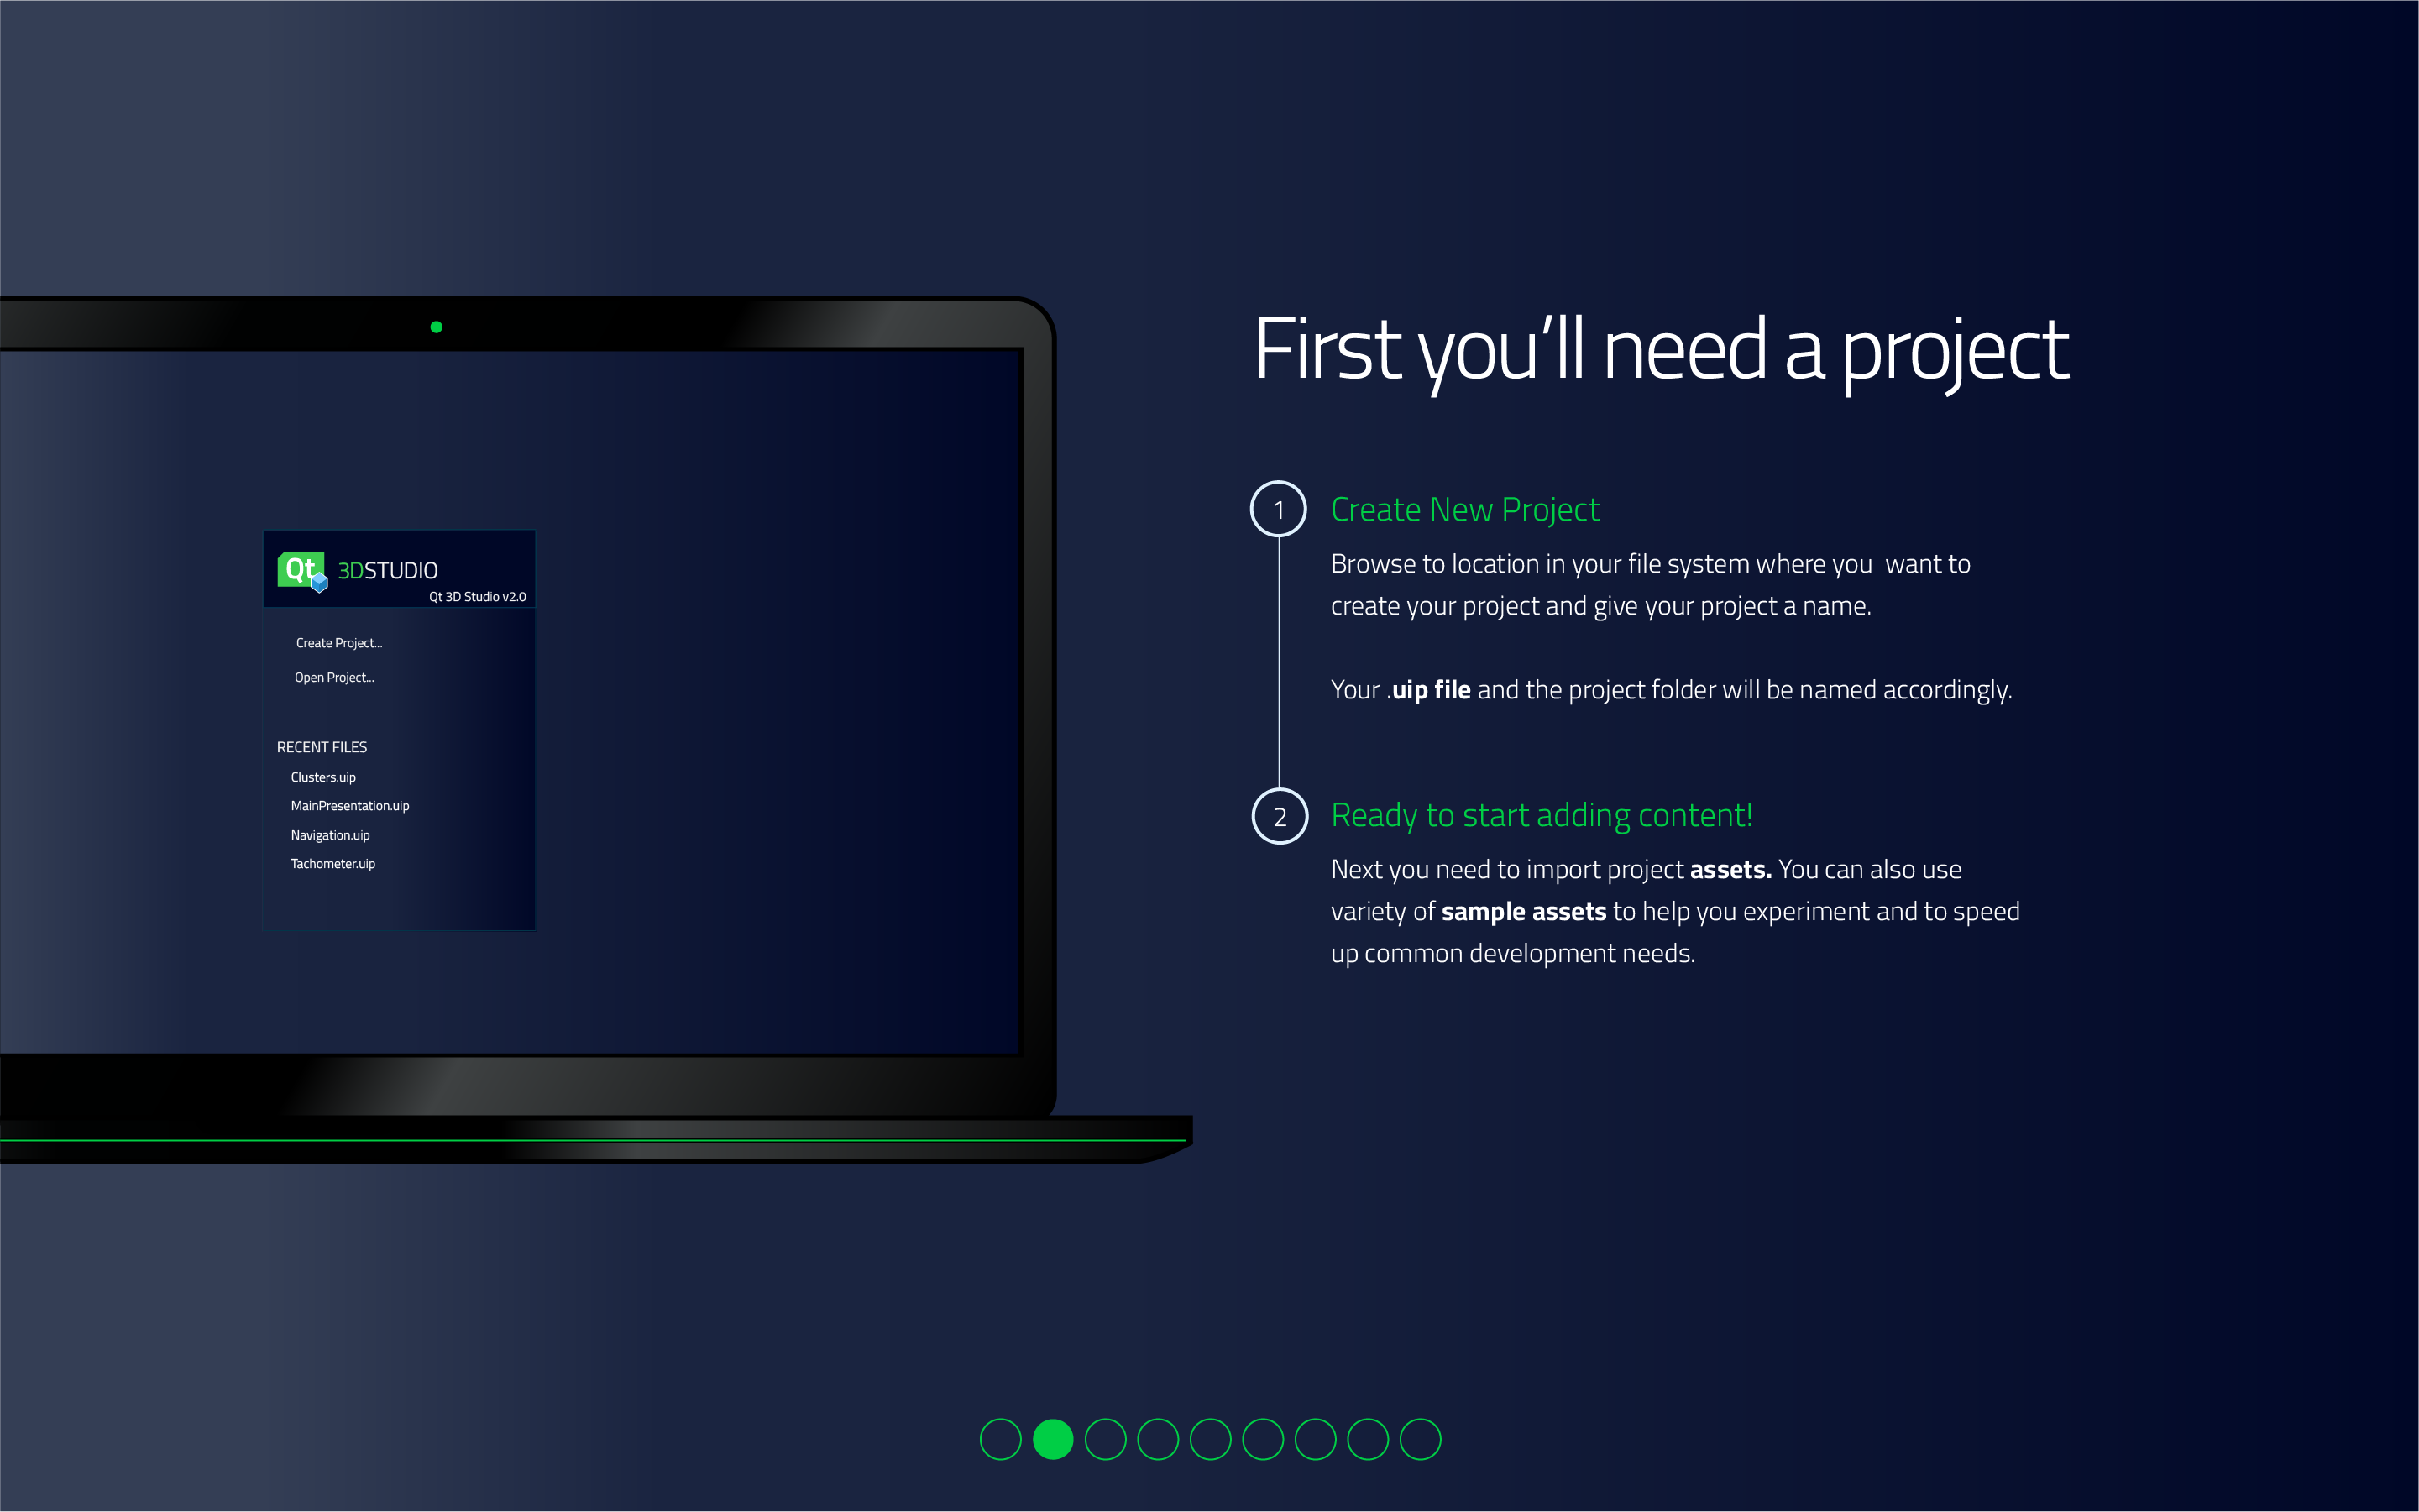 First you’ll need a project
1
Create New Project
Browse to location in your file system where you  want to
create your project and give your project a name.
Your .uip file and the project folder will be named accordingly.
2
Ready to start adding content!
Next you need to import project assets. You can also use
variety of sample assets to help you experiment and to speed
up common development needs.
Qt 3DSTUDIO
Qt 3D Studio v2.0
Create Project...
Open Project...
RECENT FILES
Clusters.uip
MainPresentation.uip
Navigation.uip
Tachometer.uip